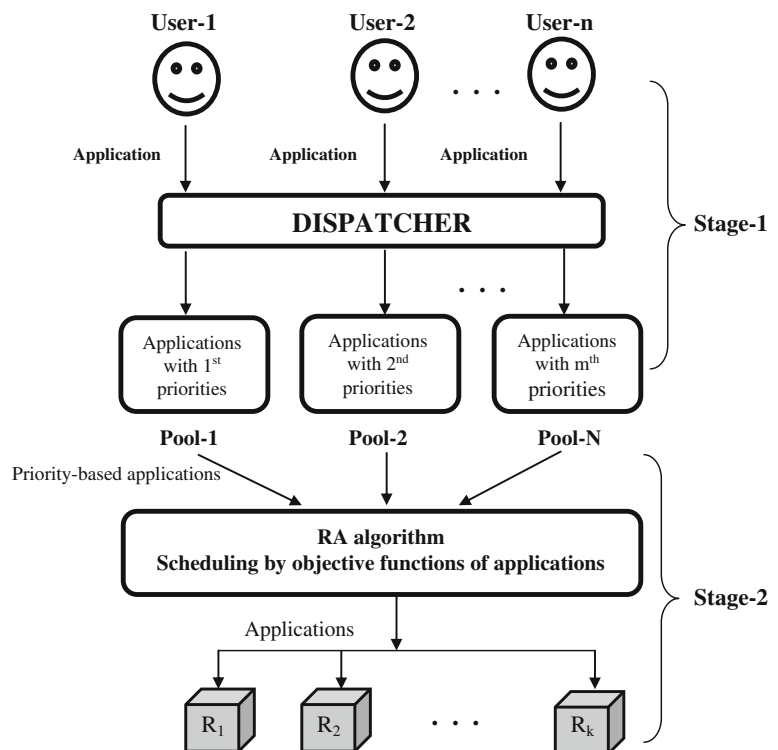 User-1 User-2 User-n
. . .
Application Application Application
DISPATCHER
Stage-1
. . .
Applications
with 1st
priorities
Applications
with 2nd
priorities
Applications
with mth
priorities
Pool-1 Pool-2 Pool-N
Priority-based applications
RA algorithm
Scheduling by objective functions of applications
Stage-2
Applications
R1 R2 . . . Rk